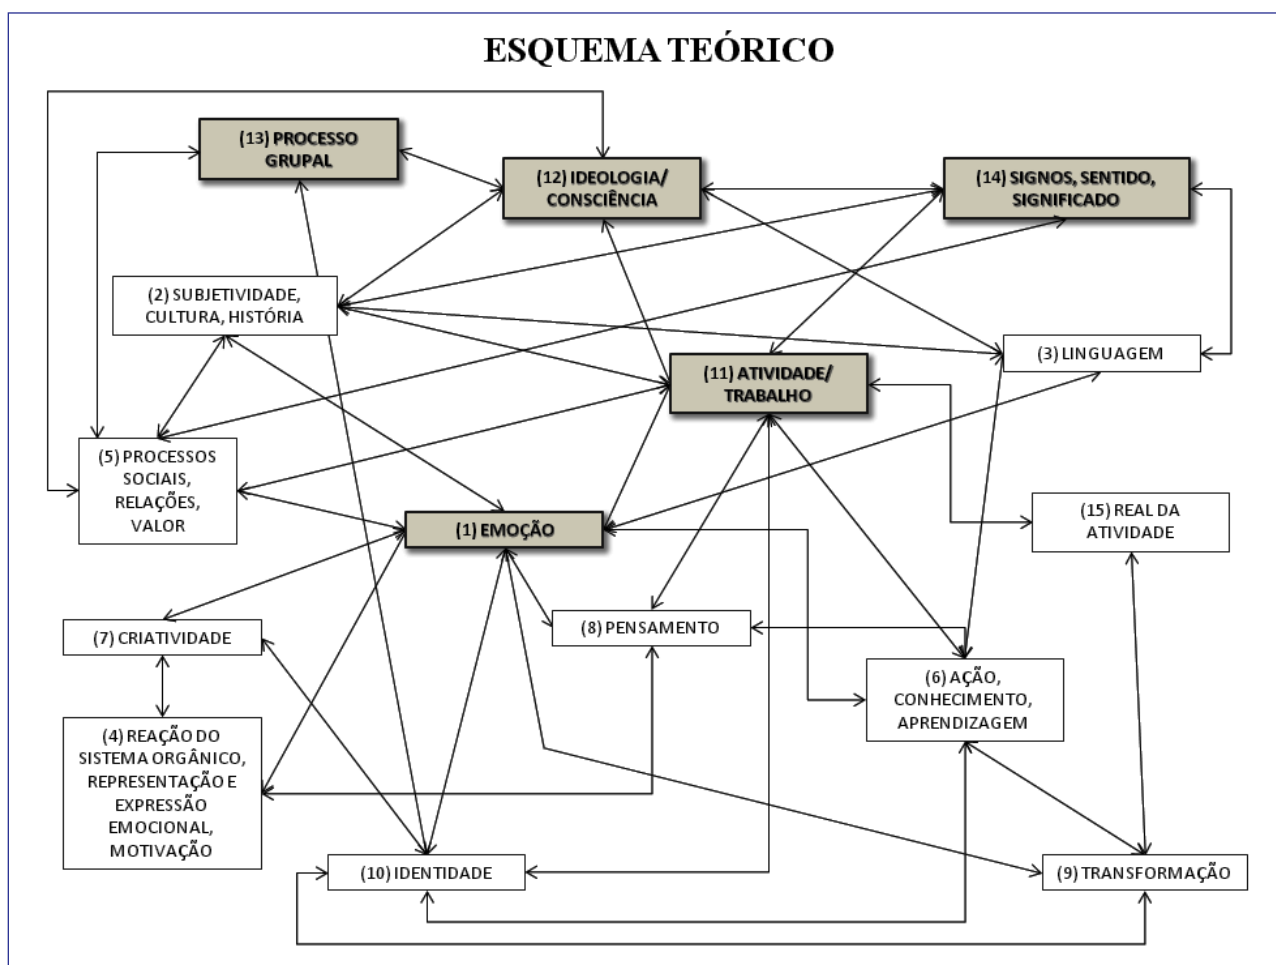 ESQUEMA TEÓRICO
(13) PROCESSO
GRUPAL
(12) IDEOLOGIA/
CONSCIÊNCIA
(14) SIGNOS, SENTIDO,
SIGNIFICADO
(2) SUBJETIVIDADE,
CULTURA, HISTÓRIA
(3) LINGUAGEM
(11) ATIVIDADE/
TRABALHO
(5) PROCESSOS
SOCIAIS,
RELAÇÕES,
VALOR
(1) EMOÇÃO
(15) REAL DA
ATIVIDADE
(7) CRIATIVIDADE
(8) PENSAMENTO
(6) AÇÃO,
CONHECIMENTO,
APRENDIZAGEM
(4) REAÇÃO DO
SISTEMA ORGÂNICO,
REPRESENTAÇÃO E
EXPRESSÃO
EMOCIONAL,
MOTIVAÇÃO
(10) IDENTIDADE
(9) TRANSFORMAÇÃO